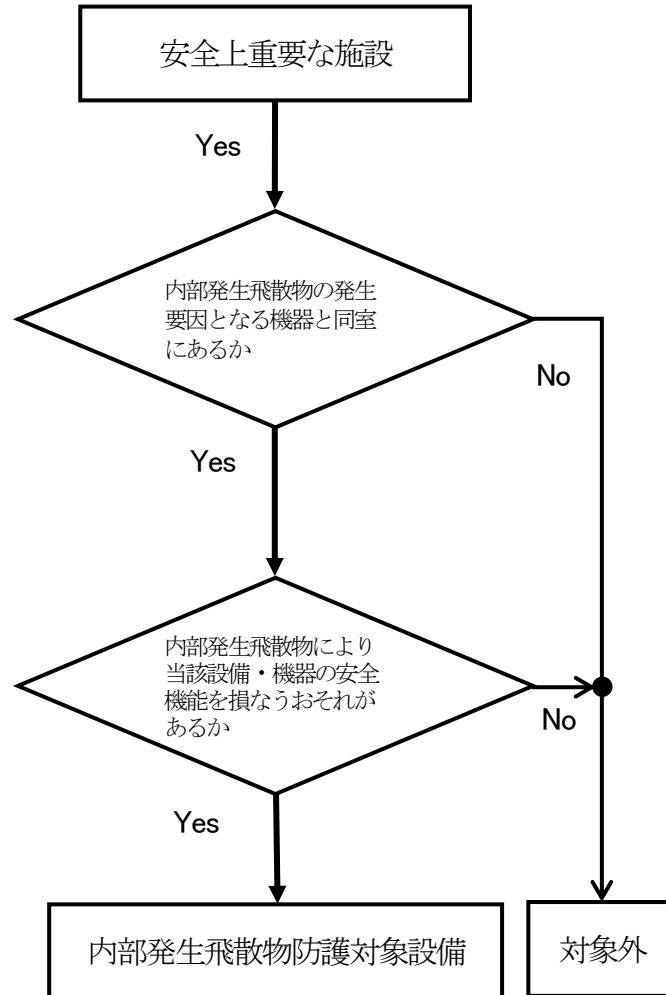 安全上重要な施設
Yes
内部発生飛散物の発生
要因となる機器と同室
にあるか
No
Yes
内部発生飛散物により
当該設備・機器の安全
機能を損なうおそれが
あるか
No
Yes
内部発生飛散物防護対象設備
対象外